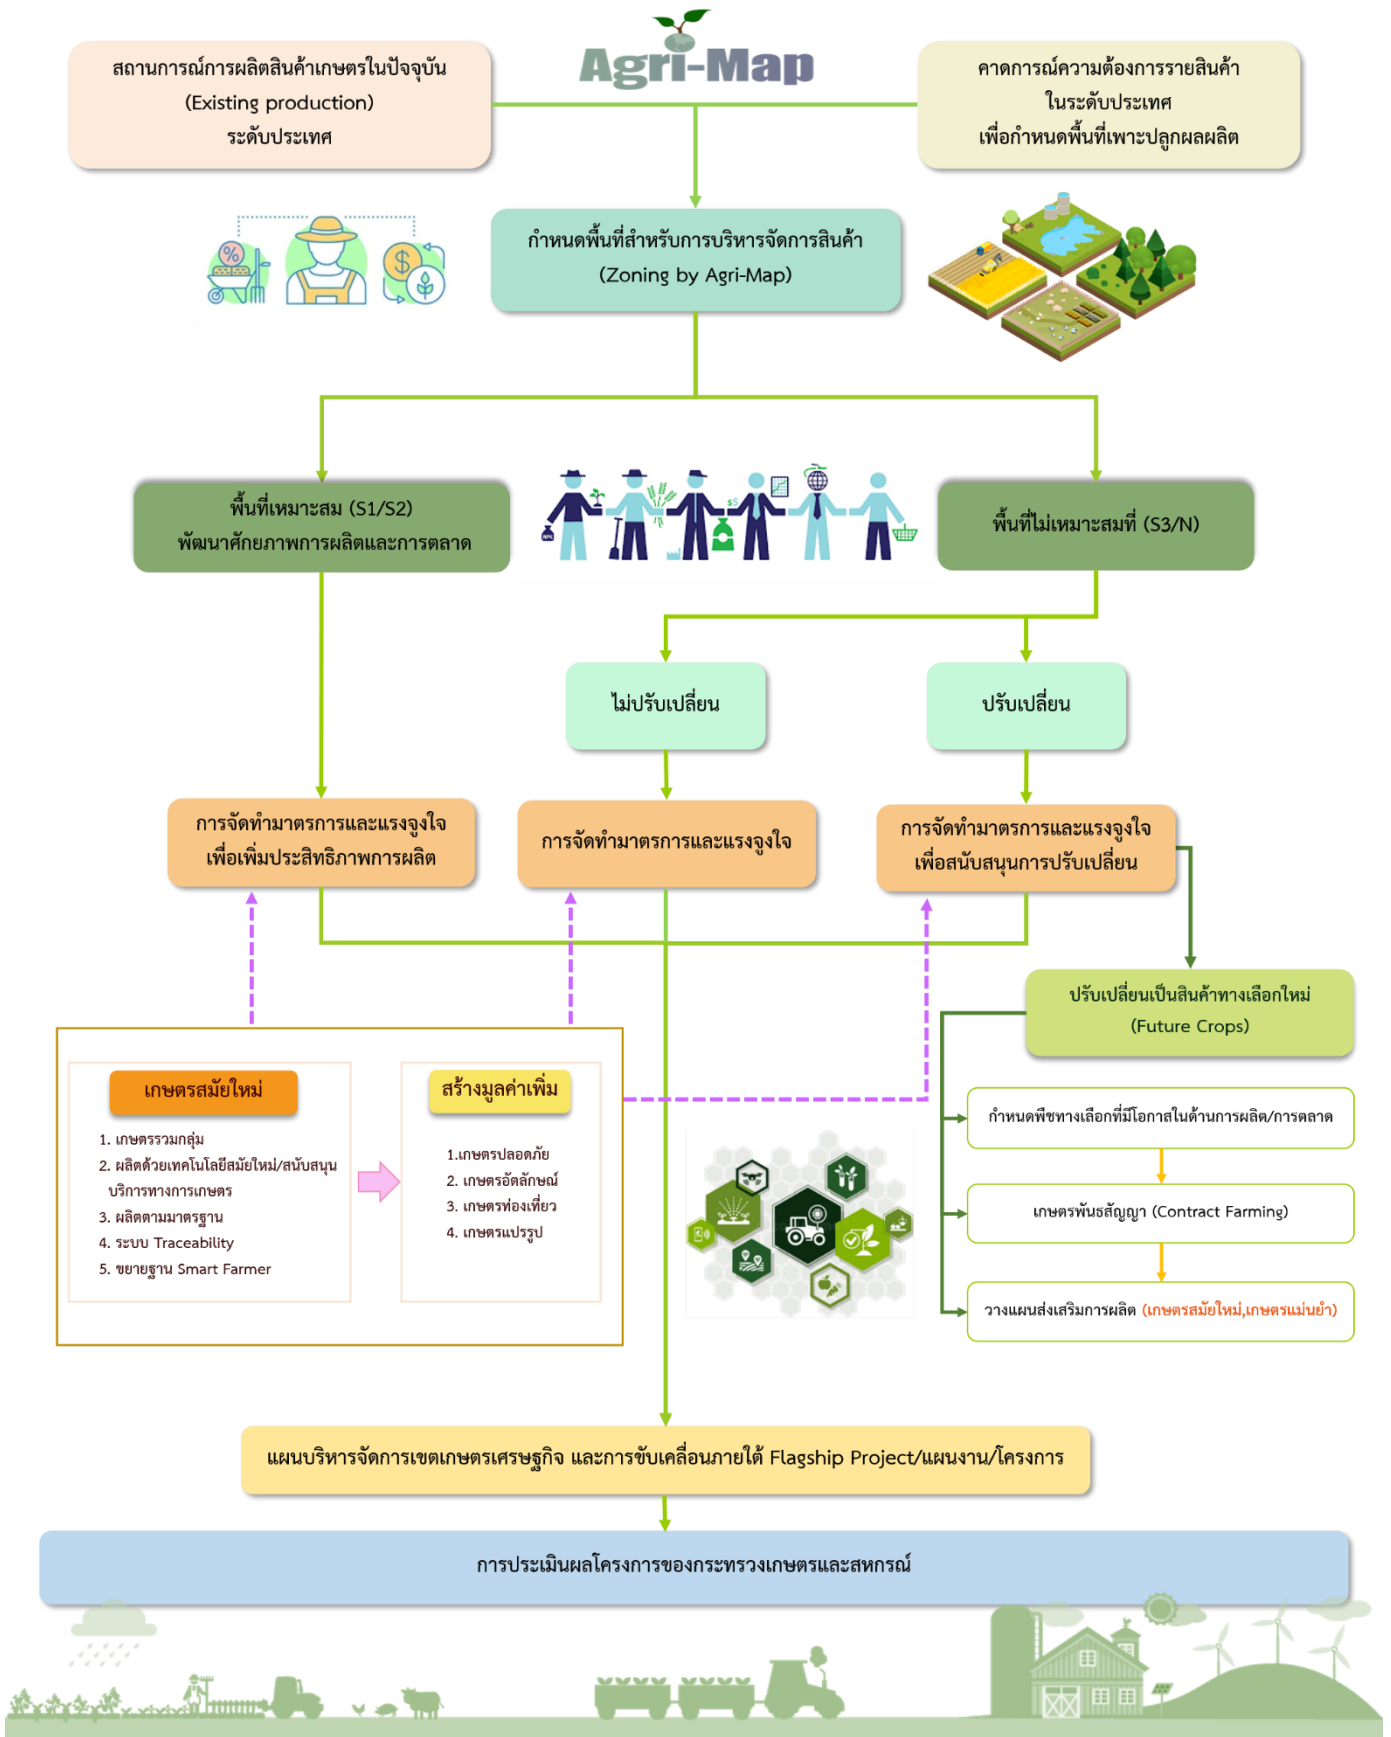 Agri-Map
สถานการณ์การผลิตสินค้าเกษตรในปัจจุบัน
(Existing production)
ระดับประเทศ
คาดการณ์ความต้องการรายสินค้า
ในระดับประเทศ
เพื่อกำหนดพื้นที่เพาะปลูกผลผลิต
กำหนดพื้นที่สำหรับการบริหารจัดการสินค้า
(Zoning by Agri-Map)
พื้นที่เหมาะสม (S1/S2)
พัฒนาศักยภาพการผลิตและการตลาด
พื้นที่ไม่เหมาะสมที่ (S3/N)
ไม่ปรับเปลี่ยน
ปรับเปลี่ยน
การจัดทำมาตรการและแรงจูงใจ
เพื่อเพิ่มประสิทธิภาพการผลิต
การจัดทำมาตรการและแรงจูงใจ
การจัดทำมาตรการและแรงจูงใจ
เพื่อสนับสนุนการปรับเปลี่ยน
ปรับเปลี่ยนเป็นสินค้าทางเลือกใหม่
(Future Crops)
เกษตรสมัยใหม่
1. เกษตรรวมกลุ่ม
2. ผลิตด้วยเทคโนโลยีสมัยใหม่/สนับสนุน
บริการทางการเกษตร
3. ผลิตตามมาตรฐาน
4. ระบบ Traceability
5. ขยายฐาน Smart Farmer
สร้างมูลค่าเพิ่ม
1.เกษตรปลอดภัย
2. เกษตรอัตลักษณ์
3. เกษตรท่องเที่ยว
4. เกษตรแปรรูป
กำหนดพืชทางเลือกที่มีโอกาสในด้านการผลิต/การตลาด
เกษตรพันธสัญญา (Contract Farming)
วางแผนส่งเสริมการผลิต (เกษตรสมัยใหม่,เกษตรแม่นยำ)
แผนบริหารจัดการเขตเกษตรเศรษฐกิจ และการขับเคลื่อนภายใต้ Flagship Project/แผนงาน/โครงการ
การประเมินผลโครงการของกระทรวงเกษตรและสหกรณ์